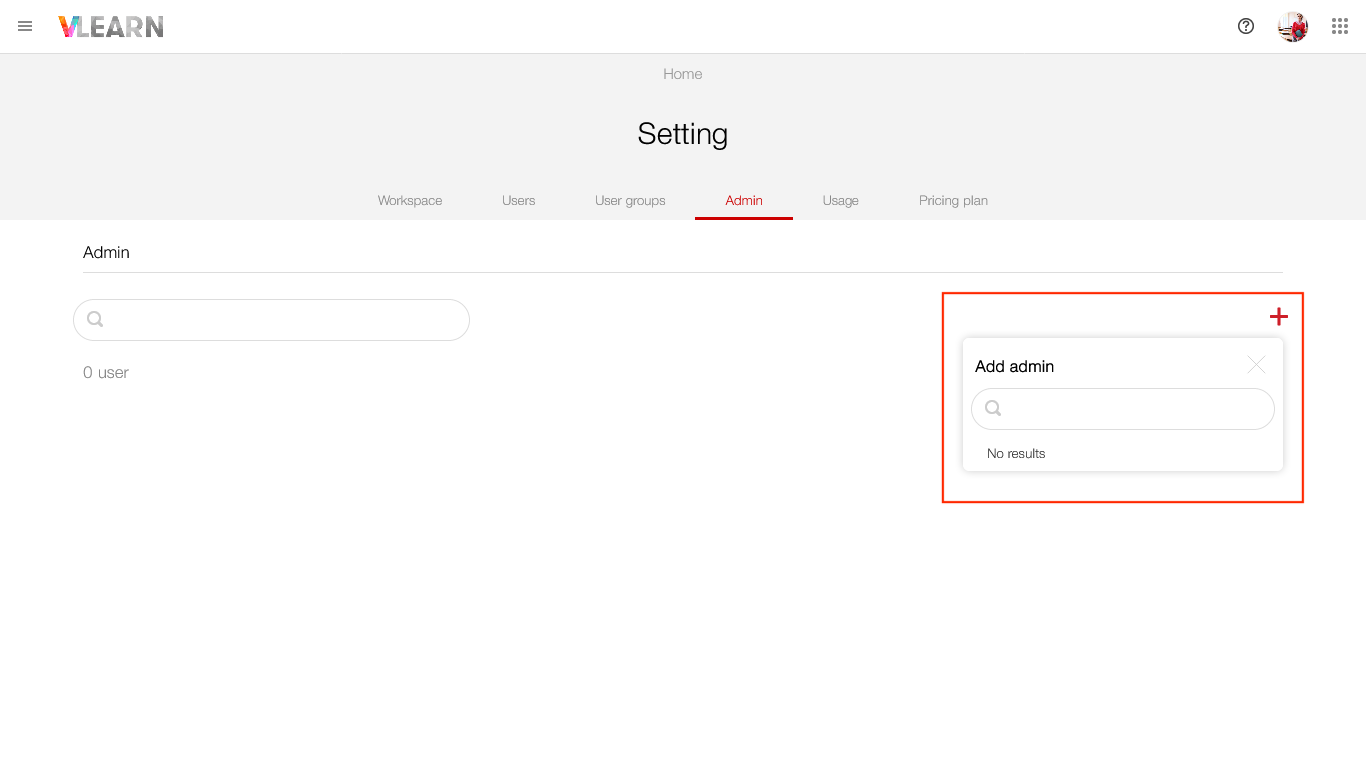 VLEARN
Home
Setting
Workspace Users User groups Admin Usage Pricing plan
Admin
0 user
Add admin
No results